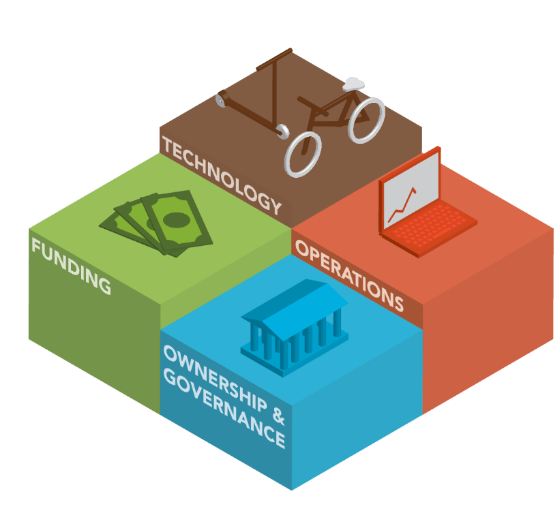 TECHNOLOGY
FUNDING
OPERATIONS
OWNERSHIP &
GOVERNANCE